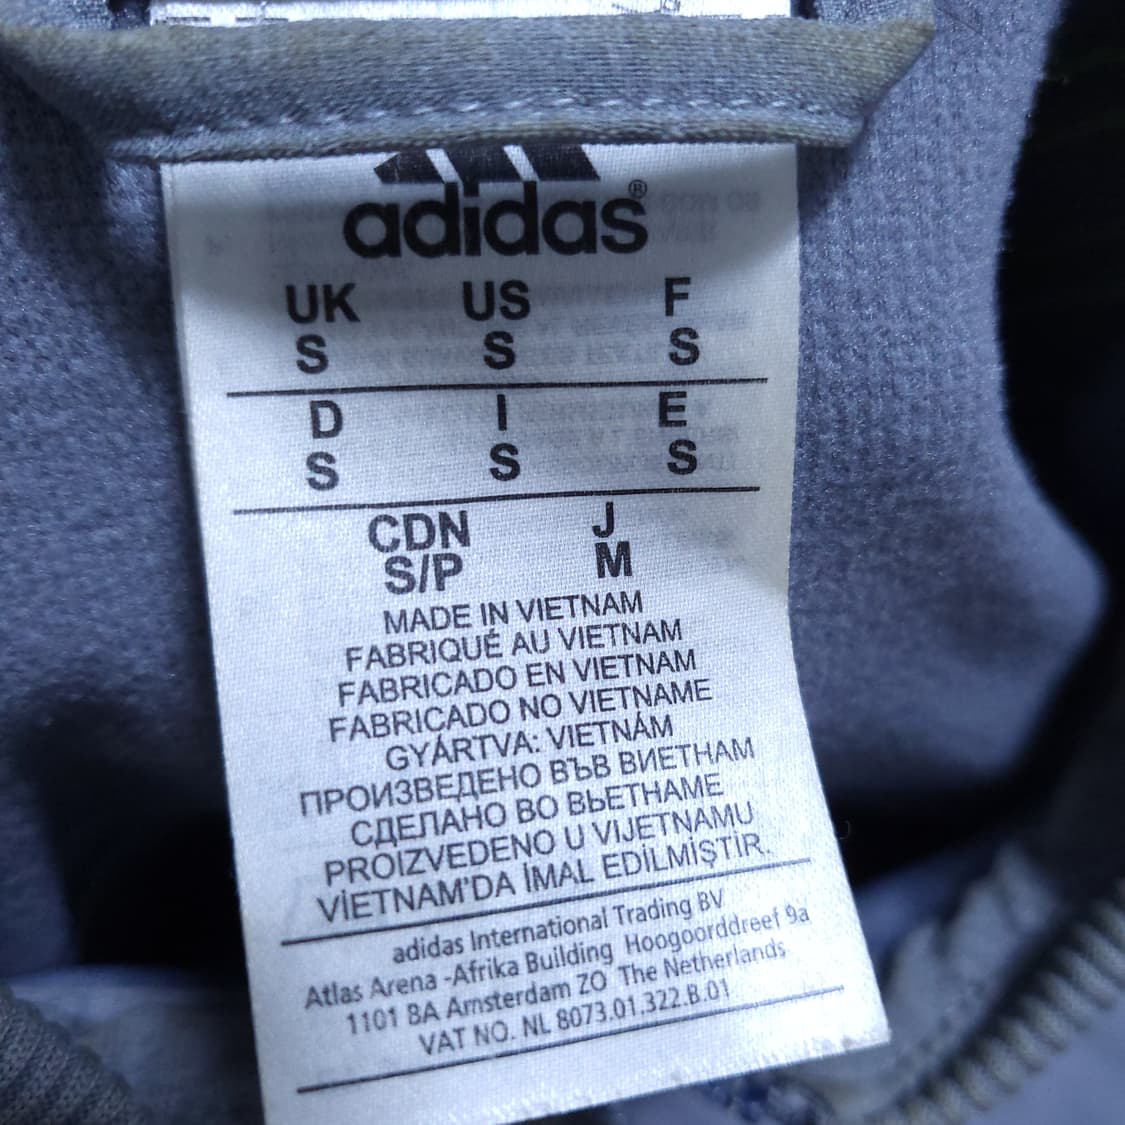 adidas®
UK US F
S S S
D I E
S S S
CDN J
S/P M
MADE IN VIETNAM
FABRIQUÉ AU VIETNAM
FABRICADO EN VIETNAM
FABRICADO NO VIETNAME
GYÁRTVA: VIETNÁM
ПРОИЗВЕДЕНО ВЪВ ВИЕТНАМ
СДЕЛАНО ВО ВЬЕТНАМЕ
PROIZVEDENO U VIJETNAMU
VİETNAM'DA İMAL EDİLMİŞTİR.
adidas International Trading BV
Atlas Arena -Afrika Building Hoogoorddreef 9a
1101 BA Amsterdam ZO The Netherlands
VAT NO. NL 8073.01.322.B.01